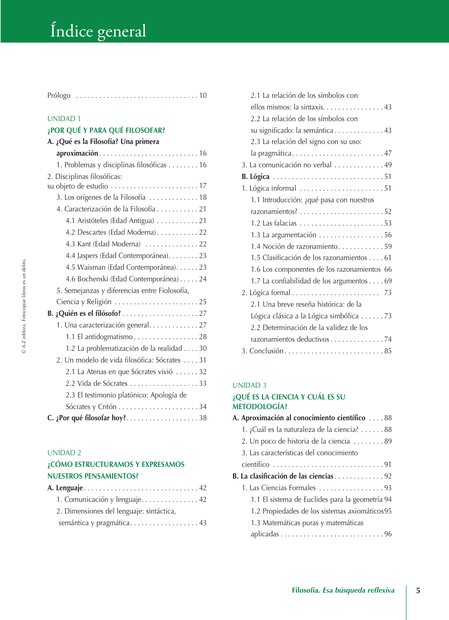 Índice general
Prólogo ................................ 10
UNIDAD 1
¿POR QUÉ Y PARA QUÉ FILOSOFAR?
A. ¿Qué es la Filosofía? Una primera
aproximación .......................... 16
1. Problemas y disciplinas filosóficas ........ 16
2. Disciplinas filosóficas:
su objeto de estudio ....................... 17
3. Los orígenes de la Filosofía ............. 18
4. Caracterización de la Filosofía ........... 21
4.1 Aristóteles (Edad Antigua) ........... 21
4.2 Descartes (Edad Moderna) ........... 22
4.3 Kant (Edad Moderna) .............. 22
4.4 Jaspers (Edad Contemporánea) ........ 23
4.5 Waisman (Edad Contemporánea) ...... 23
4.6 Bochenski (Edad Contemporánea) ..... 24
5. Semejanzas y diferencias entre Fiolosofía,
Ciencia y Religión ...................... 25
B. ¿Quién es el filósofo? .................... 27
1. Una característica general ............. 27
1.1 El antidogmatismo ................. 28
1.2 La problematización de la realidad .... 30
2. Un modelo de vida filosófica: Sócrates .... 31
2.1 La Atenas en que Sócrates vivió ...... 32
2.2 Vida de Sócrates .................. 33
2.3 El testimonio platónico: Apología de
Sócrates y Critón ..................... 34
C. ¿Por qué filosofar hoy? ................... 38
UNIDAD 2
¿CÓMO ESTRUCTURAMOS Y EXPRESAMOS
NUESTROS PENSAMIENTOS?
A. Lenguaje .............................. 42
1. Comunicación y lenguaje ............... 42
2. Dimensiones del lenguaje: sintáctica,
semántica y pragmática .................. 43
2.1 La relación de los símbolos con
ellos mismos: la sintaxis ................ 43
2.2 La relación de los símbolos con
su significado: la semántica ............. 43
2.3 La relación del signo con su uso:
la pragmática ........................ 47
3. La comunicación no verbal ............. 49
B. Lógica ............................. 51
1. Lógica informal ...................... 51
1.1 Introducción: ¿qué pasa con nuestros
razonamientos? ...................... 52
1.2 Las falacias ...................... 53
1.3 La argumentación ................. 56
1.4 Noción de razonamiento ............ 59
1.5 Clasificación de los razonamientos .... 61
1.6 Los componentes de los razonamientos 66
1.7 La confiabilidad de los argumentos .... 69
2. Lógica formal ....................... 73
2.1 Una breve reseña histórica: de la
Lógica clásica a la Lógica simbólica ...... 73
2.2 Determinación de la validez de los
razonamientos deductivos .............. 74
3. Conclusión .......................... 85
UNIDAD 3
¿QUÉ ES LA CIENCIA Y CUÁL ES SU
METODOLOGÍA?
A. Aproximación al conocimiento científico .... 88
1. ¿Cuál es la naturaleza de la ciencia? ...... 88
2. Un poco de historia de la ciencia ........ 89
3. Las características del conocimiento
científico ............................. 91
B. La clasificación de las ciencias ............. 92
1. Las Ciencias Formales ................. 93
1.1 El sistema de Euclides para la geometría 94
1.2 Propiedades de los sistemas axiomáticos95
1.3 Matemáticas puras y matemáticas
aplicadas ........................... 96
© A-Z editora. Fotocopiar libros es un delito.
Filosofía. Esa búsqueda reflexiva 5